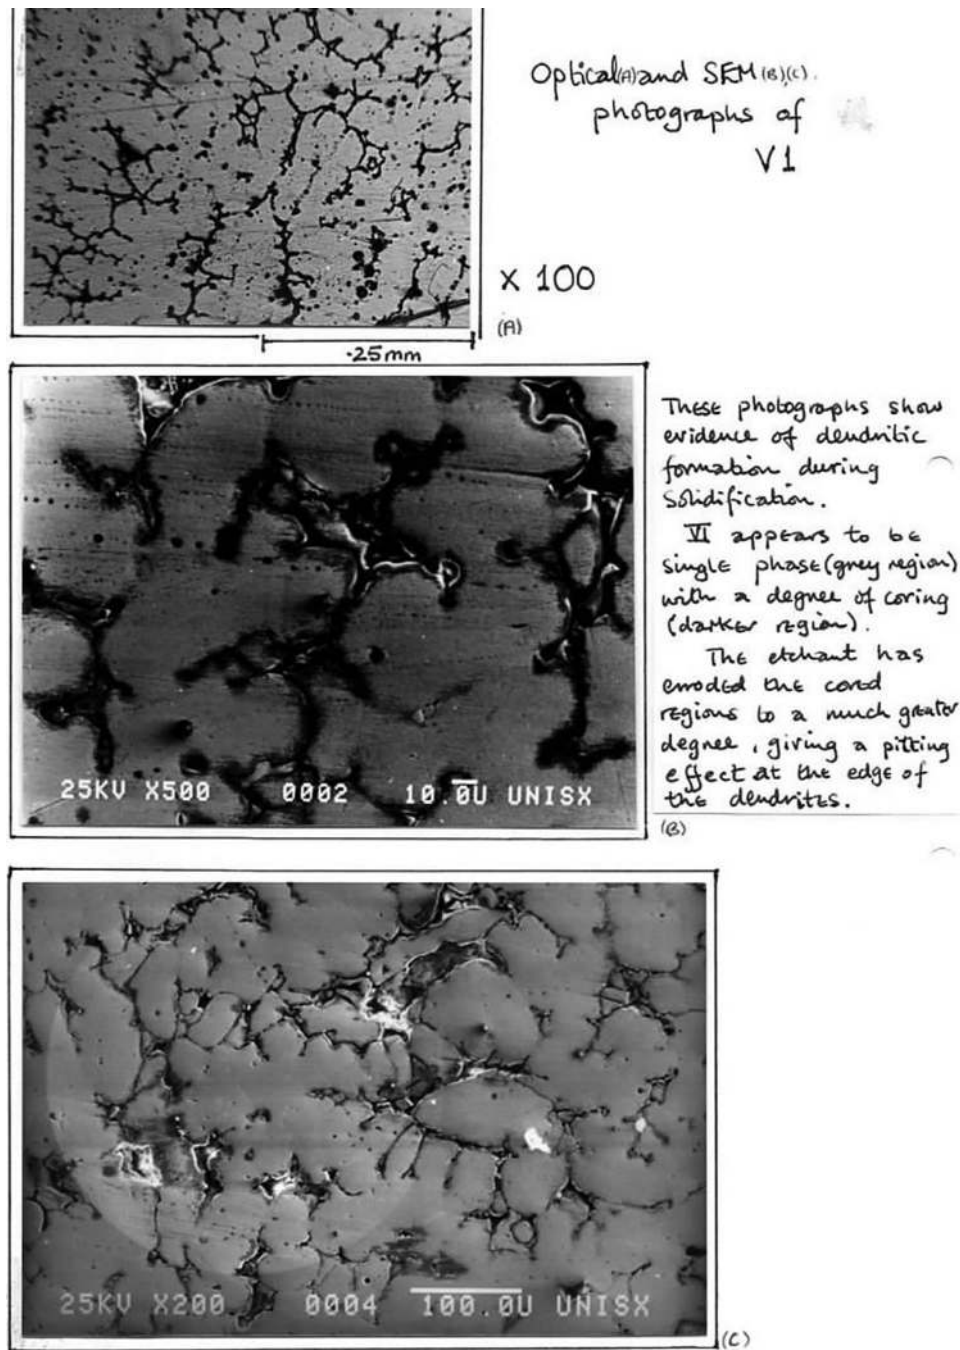 Optical(A) and SEM (B)(C).
photographs of
V1
X 100
(A)
.25mm
THESE photographs show
evidence of dendritic
formation during
Solidification.
VI appears to be
single phase (grey region)
with a degree of coring
(darker region).
The etchant has
erroded the cored
regions to a much greater
degree, giving a pitting
effect at the edge of
the dendrites.
(B)
25KV X500 0002 10.0U UNISX
25KV X200 0004 100.0U UNISX
(C)